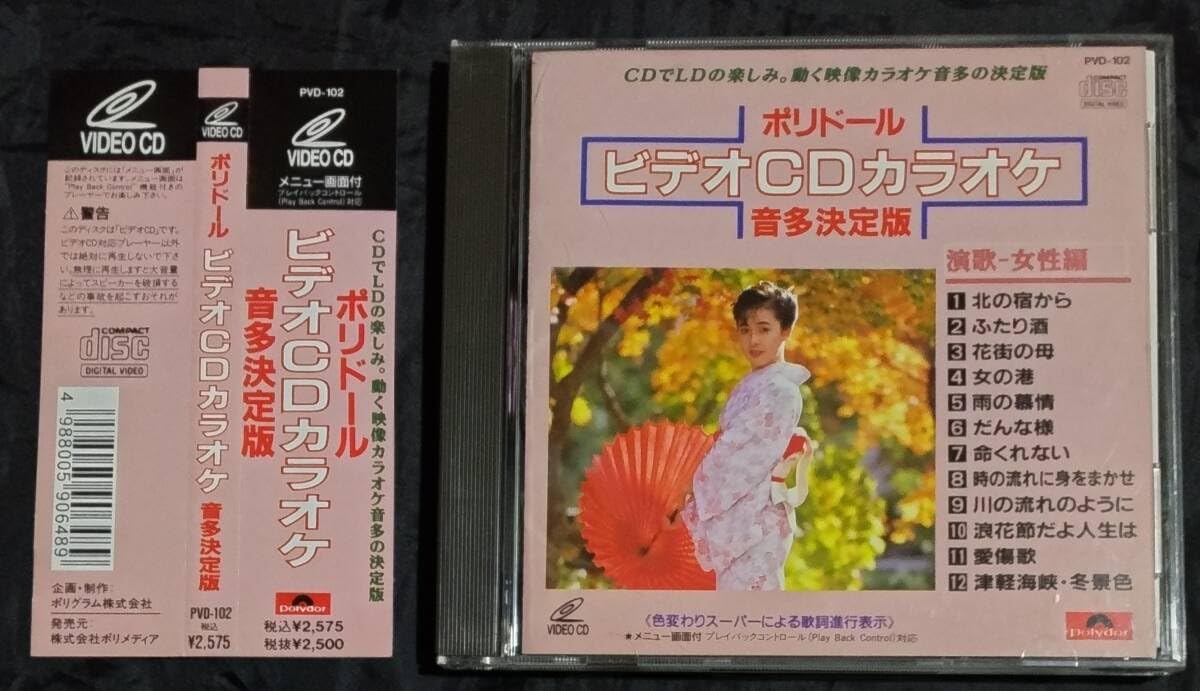 VIDEO CD
このディスクには「メニュー画面」が
記録されています。メニュー画面は
"Play Back Control" 機能付きの
プレーヤーでお楽しみ下さい。
⚠警告
このディスクは「ビデオCD」です。
ビデオCD対応プレーヤー以外
では絶対に再生しないで下さ
い。無理に再生しますと大音量
によってスピーカーを破損する
などの事故を起こすおそれが
あります。
COMPACT
disc
DIGITAL VIDEO
4988005906489
企画・制作:
ポリグラム株式会社
発売元:
株式会社ポリメディア
VIDEO CD
ポリドール
ビデオCDカラオケ
音多決定版
PVD-102
税込
¥2,575
PVD-102
VIDEO CD
メニュー画面付
プレイバックコントロール
(Play Back Control)対応
CDでLDの楽しみ。動く映像カラオケ音多の決定版
ポリドール
ビデオCDカラオケ
音多決定版
Polydor
税込¥2,575
税抜¥2,500
CDでLDの楽しみ。動く映像カラオケ音多の決定版
PVD-102
COMPACT
disc
DIGITAL VIDEO
ポリドール
ビデオCDカラオケ
音多決定版
演歌-女性編
1 北の宿から
2 ふたり酒
3 花街の母
4 女の港
5 雨の慕情
6 だんな様
7 命くれない
8 時の流れに身をまかせ
9 川の流れのように
10 浪花節だよ人生は
11 愛傷歌
12 津軽海峡・冬景色
VIDEO CD
〈色変わりスーパーによる歌詞進行表示〉
★メニュー画面付 プレイバックコントロール(Play Back Control)対応
Polydor